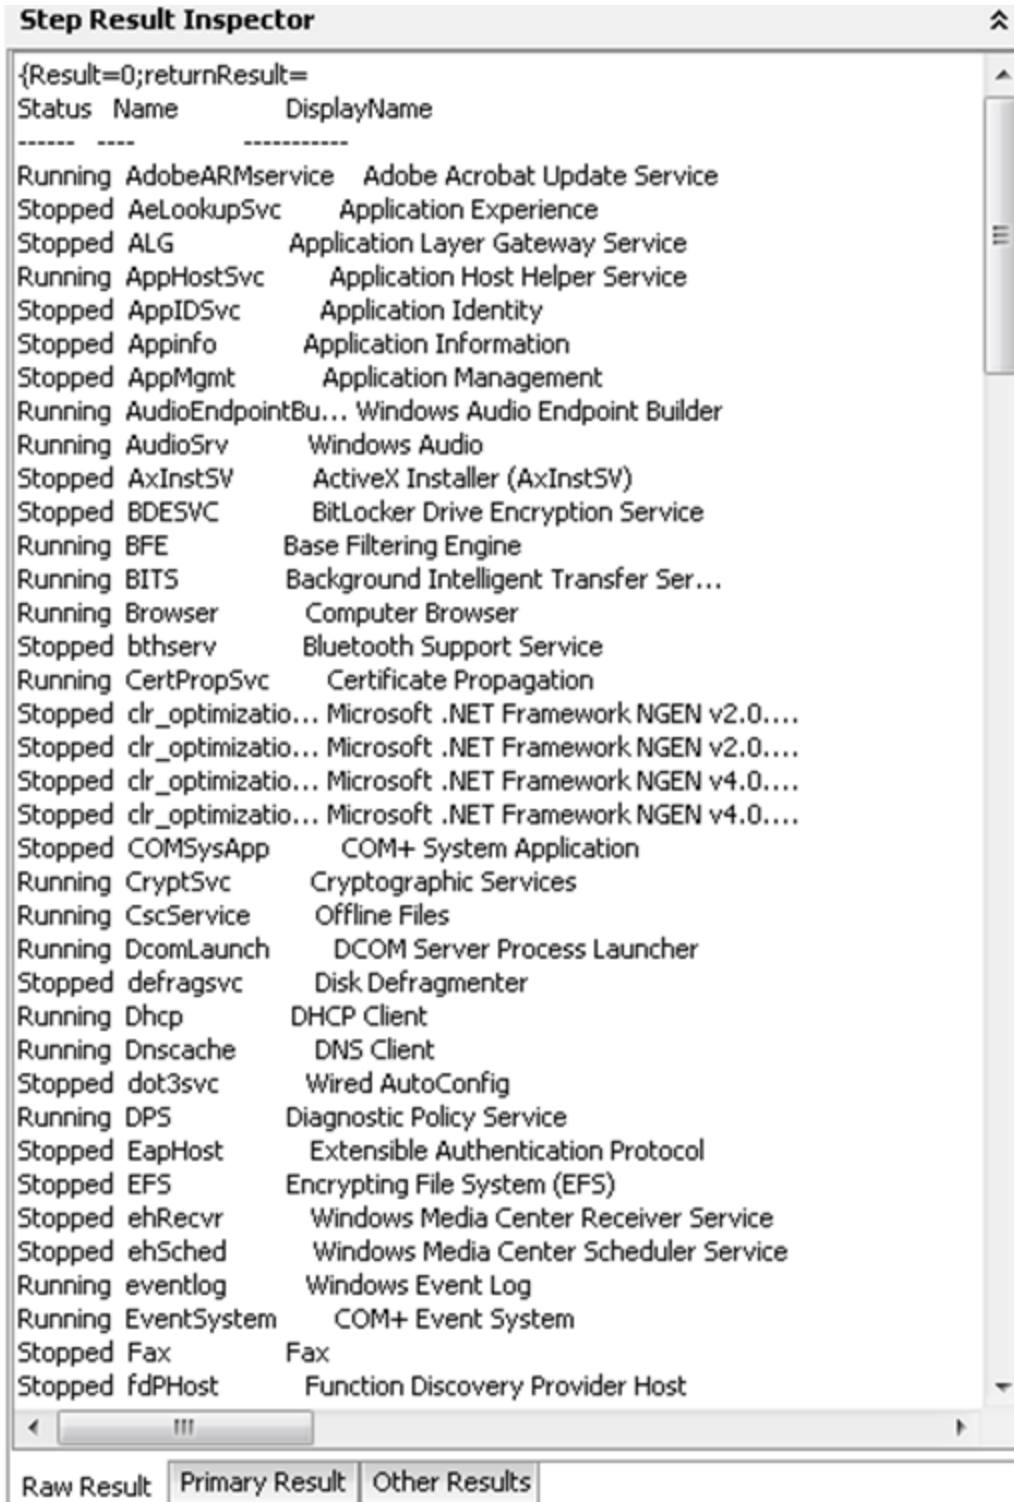 Step Result Inspector
{Result=0;returnResult=
Status Name DisplayName
------ ---- -----------
Running AdobeARMservice Adobe Acrobat Update Service
Stopped AeLookupSvc Application Experience
Stopped ALG Application Layer Gateway Service
Running AppHostSvc Application Host Helper Service
Stopped AppIDSvc Application Identity
Stopped Appinfo Application Information
Stopped AppMgmt Application Management
Running AudioEndpointBu... Windows Audio Endpoint Builder
Running AudioSrv Windows Audio
Stopped AxInstSV ActiveX Installer (AxInstSV)
Stopped BDESVC BitLocker Drive Encryption Service
Running BFE Base Filtering Engine
Running BITS Background Intelligent Transfer Ser...
Running Browser Computer Browser
Stopped bthserv Bluetooth Support Service
Running CertPropSvc Certificate Propagation
Stopped clr_optimizatio... Microsoft .NET Framework NGEN v2.0....
Stopped clr_optimizatio... Microsoft .NET Framework NGEN v2.0....
Stopped clr_optimizatio... Microsoft .NET Framework NGEN v4.0....
Stopped clr_optimizatio... Microsoft .NET Framework NGEN v4.0....
Stopped COMSysApp COM+ System Application
Running CryptSvc Cryptographic Services
Running CscService Offline Files
Running DcomLaunch DCOM Server Process Launcher
Stopped defragsvc Disk Defragmenter
Running Dhcp DHCP Client
Running Dnscache DNS Client
Stopped dot3svc Wired AutoConfig
Running DPS Diagnostic Policy Service
Stopped EapHost Extensible Authentication Protocol
Stopped EFS Encrypting File System (EFS)
Stopped ehRecvr Windows Media Center Receiver Service
Stopped ehSched Windows Media Center Scheduler Service
Running eventlog Windows Event Log
Running EventSystem COM+ Event System
Stopped Fax Fax
Stopped fdPHost Function Discovery Provider Host
Raw Result Primary Result Other Results